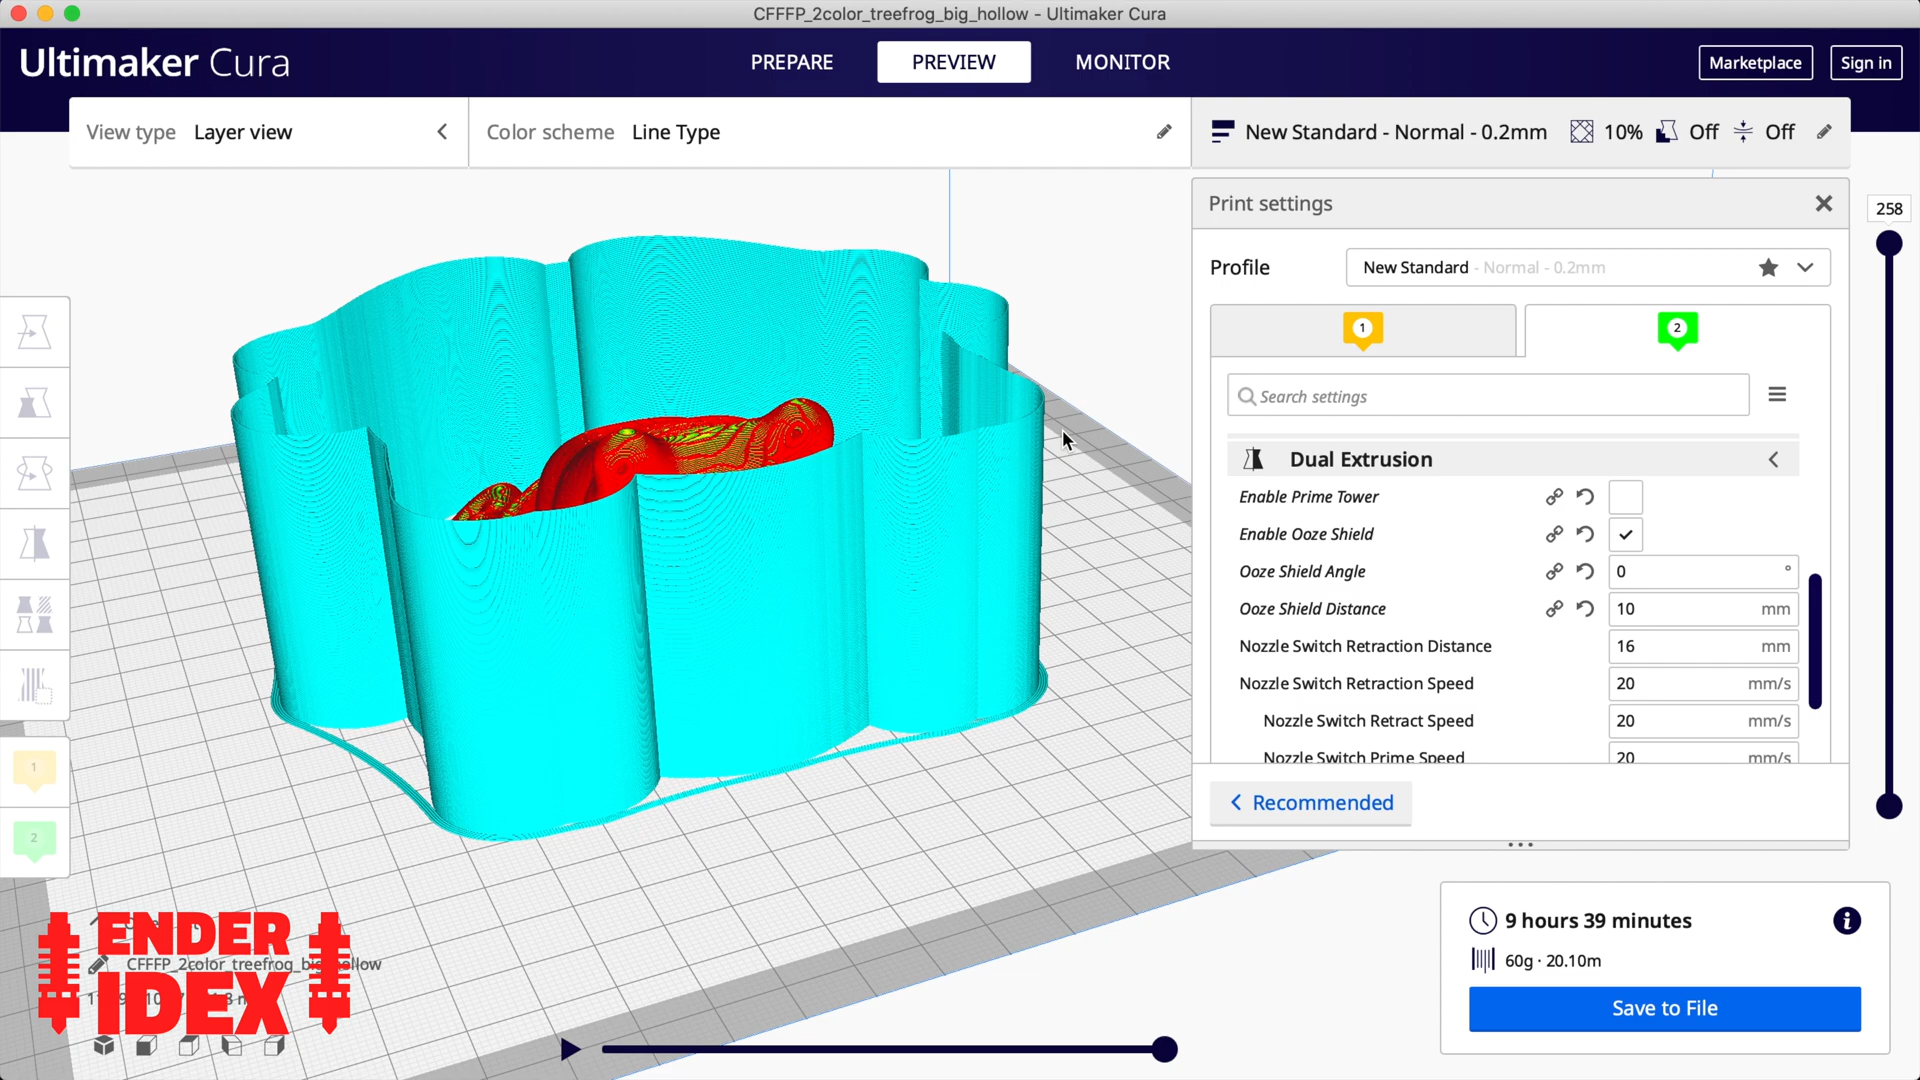 CFFFP_2color_treefrog_big_hollow - Ultimaker Cura
Ultimaker Cura
PREPARE
PREVIEW
MONITOR
Marketplace
Sign in
View type Layer view
Color scheme Line Type
New Standard - Normal - 0.2mm 10% Off Off
Print settings
258
Profile
New Standard - Normal - 0.2mm
1
2
Search settings
Dual Extrusion
Enable Prime Tower
Enable Ooze Shield
Ooze Shield Angle 0 °
Ooze Shield Distance 10 mm
Nozzle Switch Retraction Distance 16 mm
Nozzle Switch Retraction Speed 20 mm/s
Nozzle Switch Retract Speed 20 mm/s
Nozzle Switch Prime Speed 20 mm/s
Recommended
1
2
9 hours 39 minutes
60g · 20.10m
Save to File
ENDER
CFFFP_2color_treefrog_big_hollow
IDEX